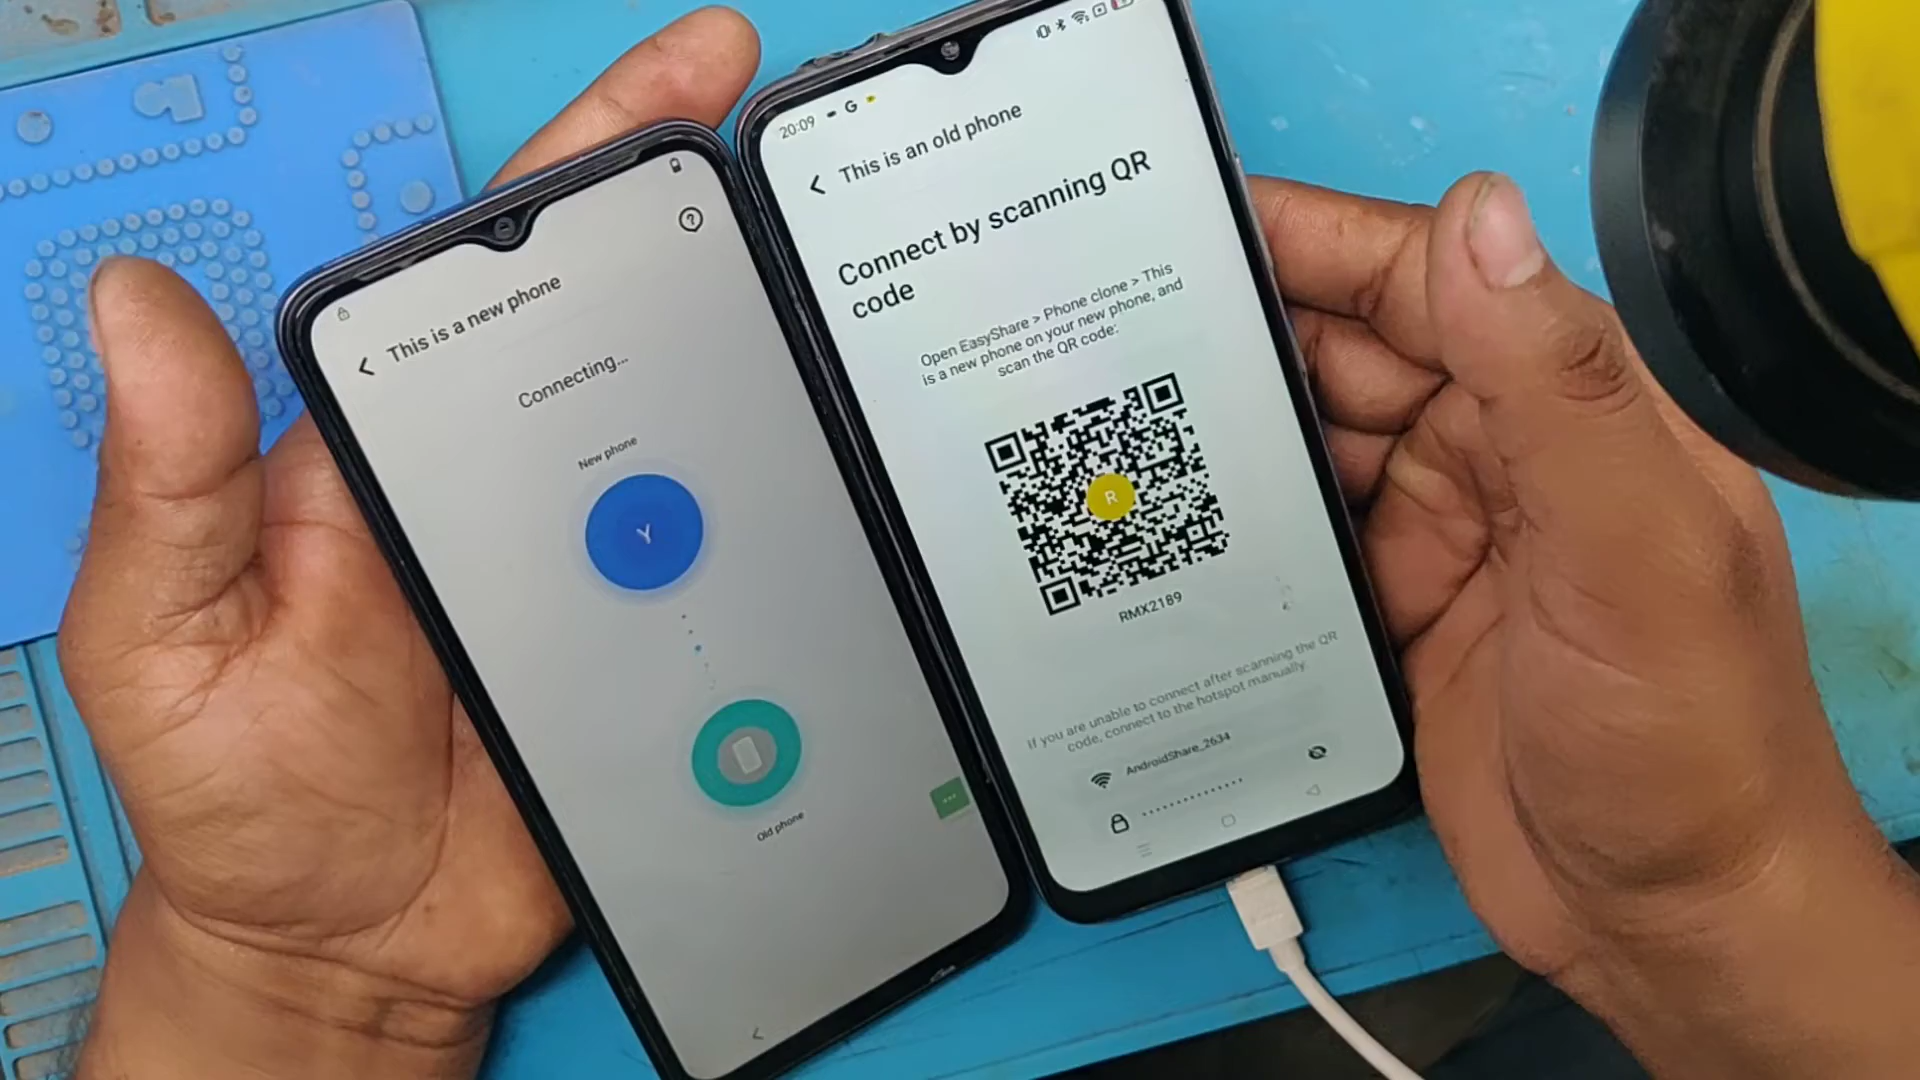 This is a new phone
Connecting...
New phone
Y
Old phone
20:09
G
This is an old phone
Connect by scanning QR
code
Open EasyShare > Phone clone > This
is a new phone on your new phone, and
scan the QR code:
R
RMX2189
If you are unable to connect after scanning the QR
code, connect to the hotspot manually.
AndroidShare_2634